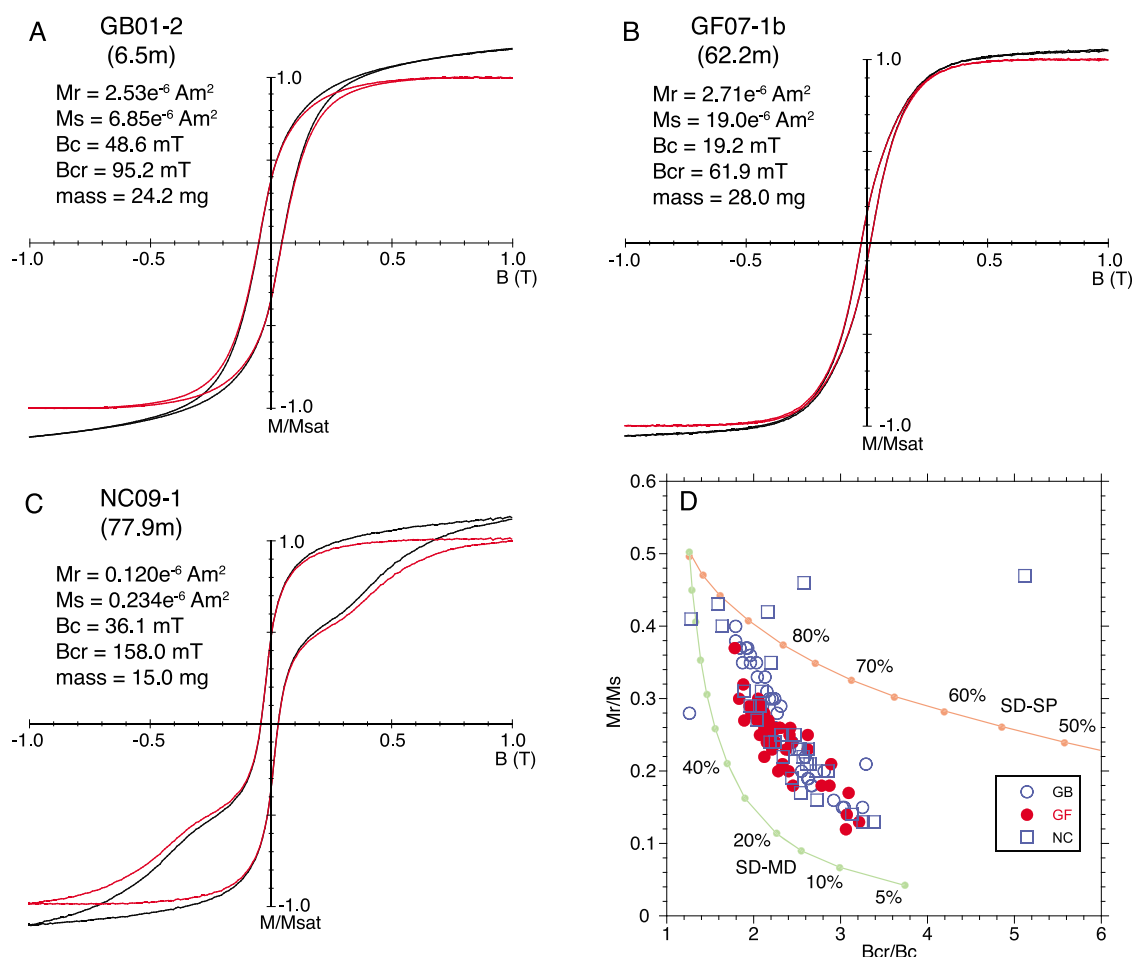 A
GB01-2
(6.5m)
Mr = 2.53e⁻⁶ Am²
Ms = 6.85e⁻⁶ Am²
Bc = 48.6 mT
Bcr = 95.2 mT
mass = 24.2 mg
1.0
-1.0
-0.5
0.5
1.0
B (T)
-1.0
M/Msat
B
GF07-1b
(62.2m)
Mr = 2.71e⁻⁶ Am²
Ms = 19.0e⁻⁶ Am²
Bc = 19.2 mT
Bcr = 61.9 mT
mass = 28.0 mg
1.0
-1.0
-0.5
0.5
1.0
B (T)
-1.0
M/Msat
C
NC09-1
(77.9m)
Mr = 0.120e⁻⁶ Am²
Ms = 0.234e⁻⁶ Am²
Bc = 36.1 mT
Bcr = 158.0 mT
mass = 15.0 mg
1.0
-1.0
-0.5
0.5
1.0
B (T)
-1.0
M/Msat
D
0.6
0.5
0.4
0.3
0.2
0.1
0
Mr/Ms
80%
70%
60%
SD-SP
50%
40%
20%
SD-MD
10%
5%
GB
GF
NC
1
2
3
4
5
6
Bcr/Bc